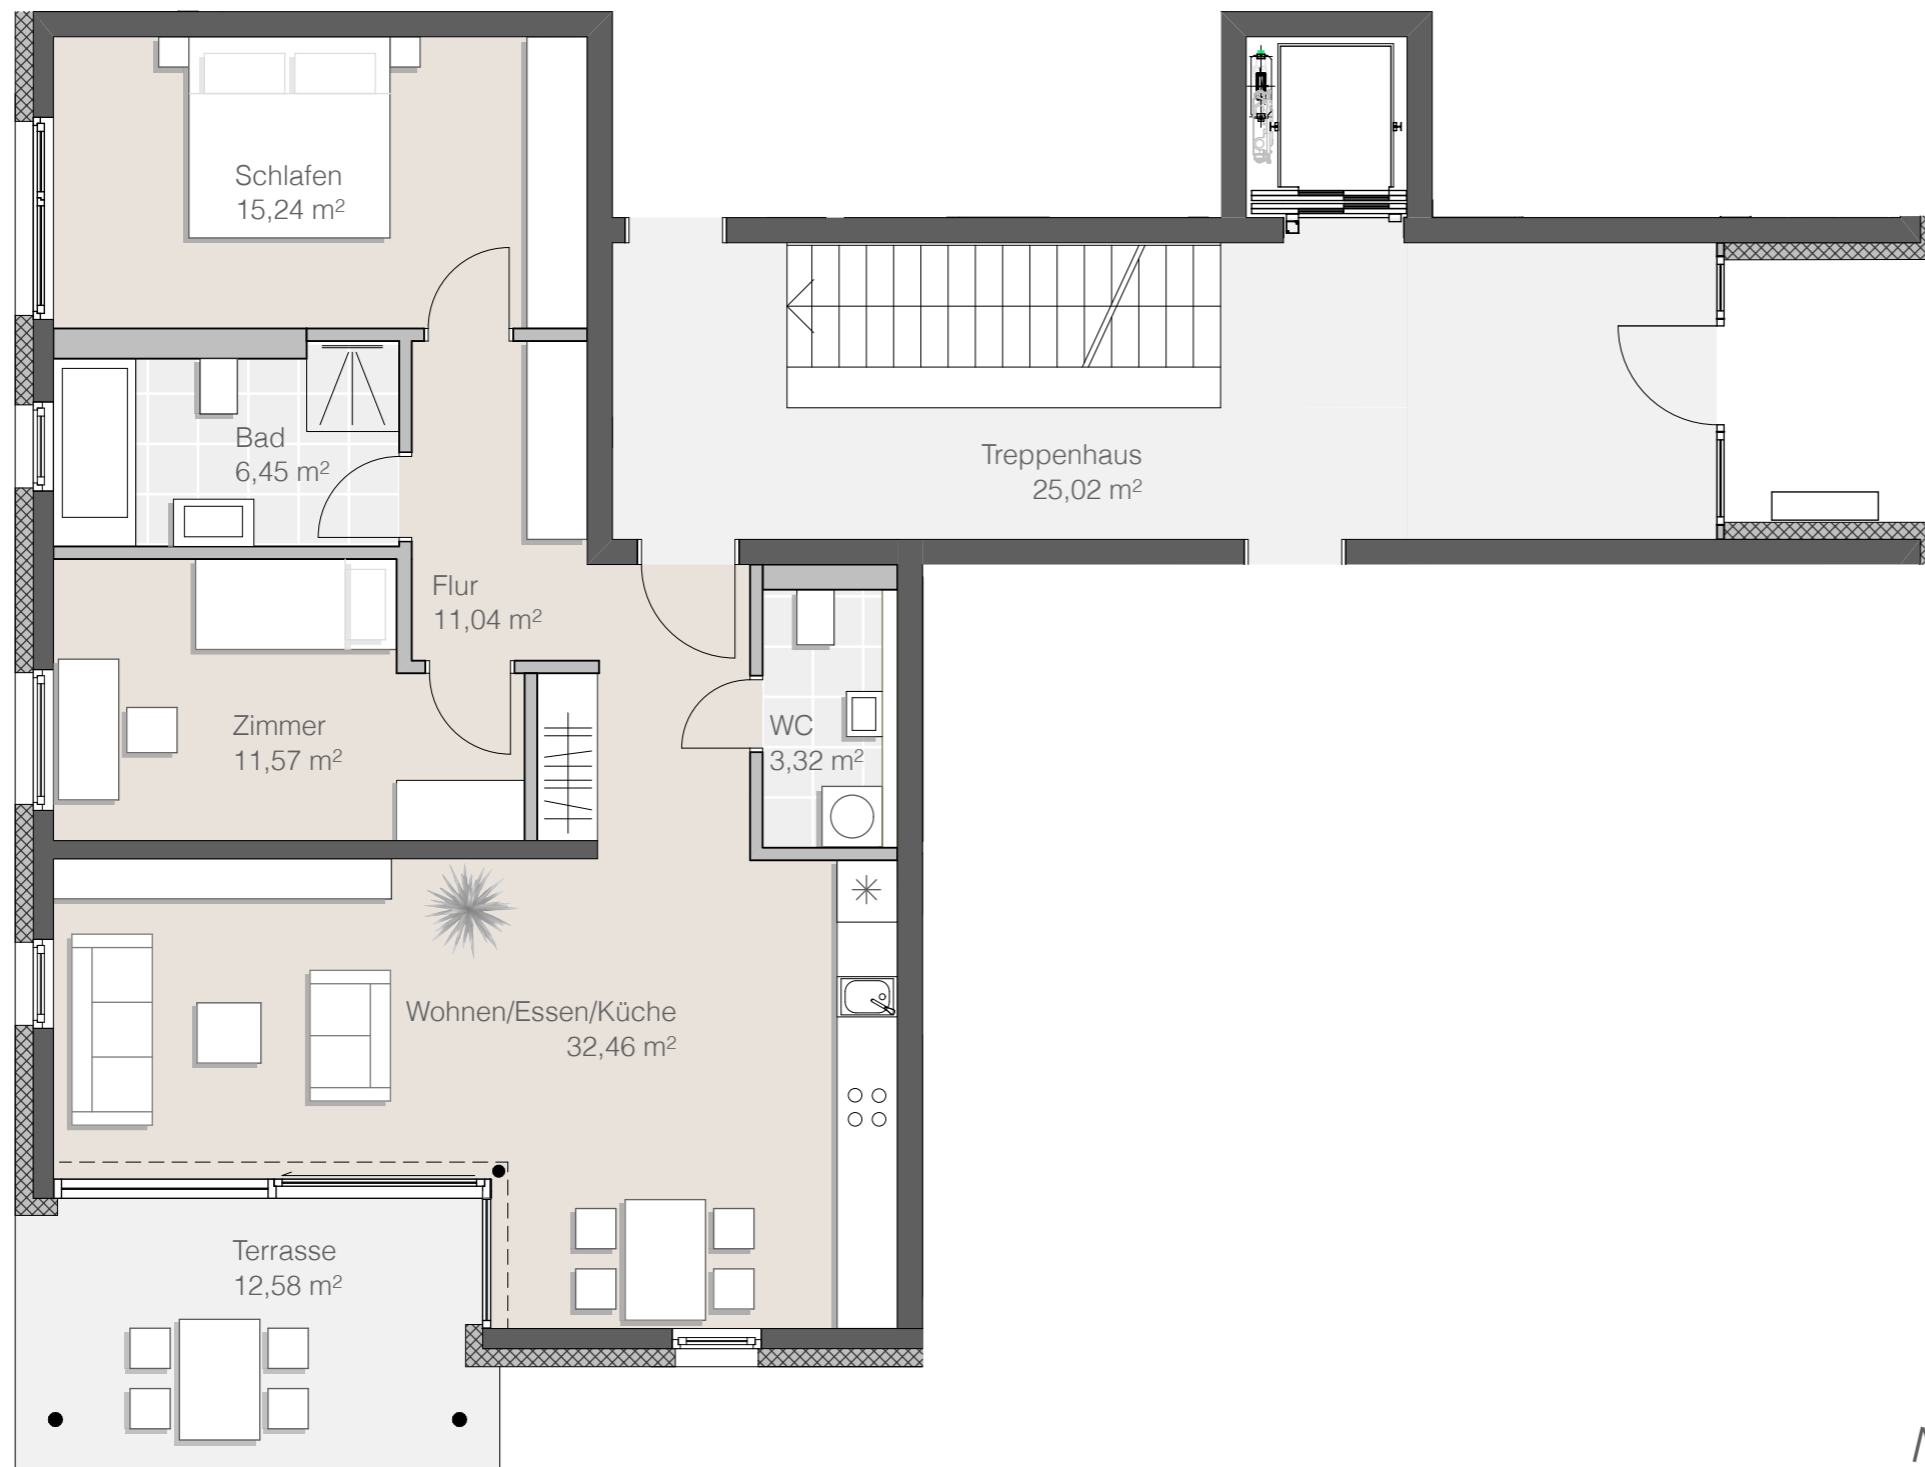 Schlafen
15,24 m²
Bad
6,45 m²
Treppenhaus
25,02 m²
Flur
11,04 m²
Zimmer
11,57 m²
WC
3,32 m²
Wohnen/Essen/Küche
32,46 m²
Terrasse
12,58 m²